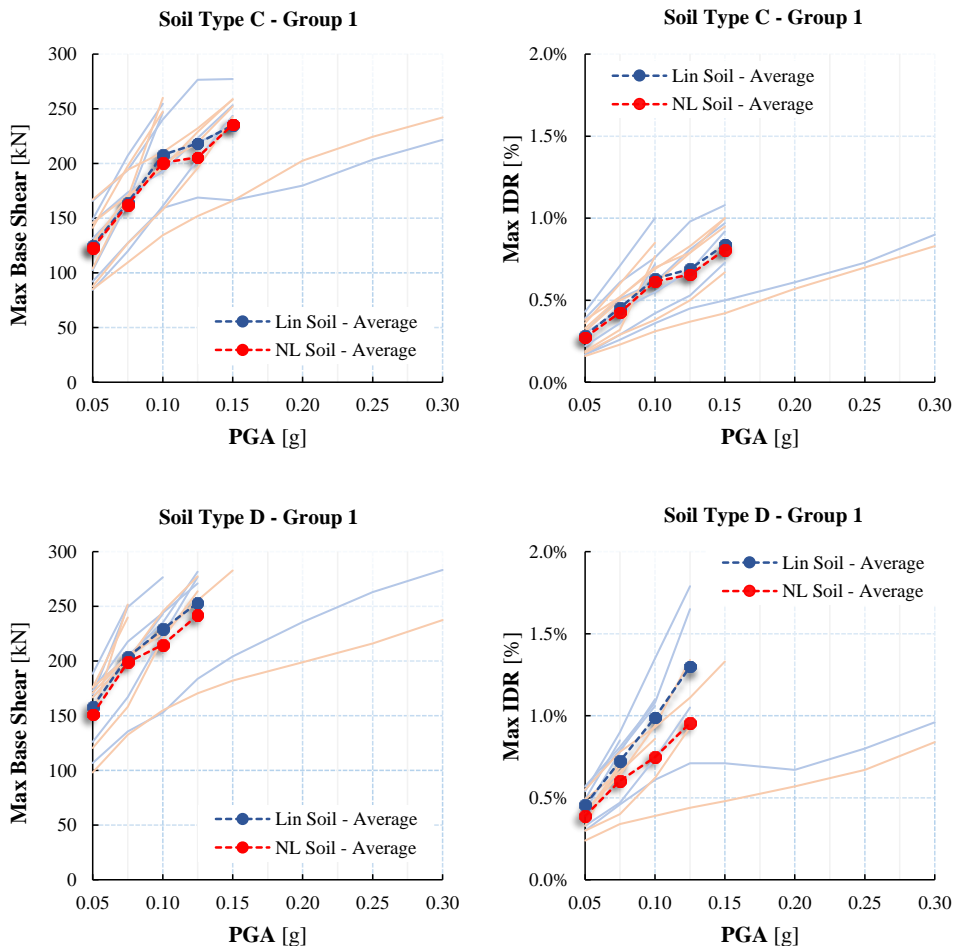 Soil Type C - Group 1
Max Base Shear [kN]
300
250
200
150
100
50
0
Lin Soil - Average
NL Soil - Average
0.05 0.10 0.15 0.20 0.25 0.30
PGA [g]
Soil Type C - Group 1
Max IDR [%]
2.0%
1.5%
1.0%
0.5%
0.0%
Lin Soil - Average
NL Soil - Average
0.05 0.10 0.15 0.20 0.25 0.30
PGA [g]
Soil Type D - Group 1
Max Base Shear [kN]
300
250
200
150
100
50
0
Lin Soil - Average
NL Soil - Average
0.05 0.10 0.15 0.20 0.25 0.30
PGA [g]
Soil Type D - Group 1
Max IDR [%]
2.0%
1.5%
1.0%
0.5%
0.0%
Lin Soil - Average
NL Soil - Average
0.05 0.10 0.15 0.20 0.25 0.30
PGA [g]